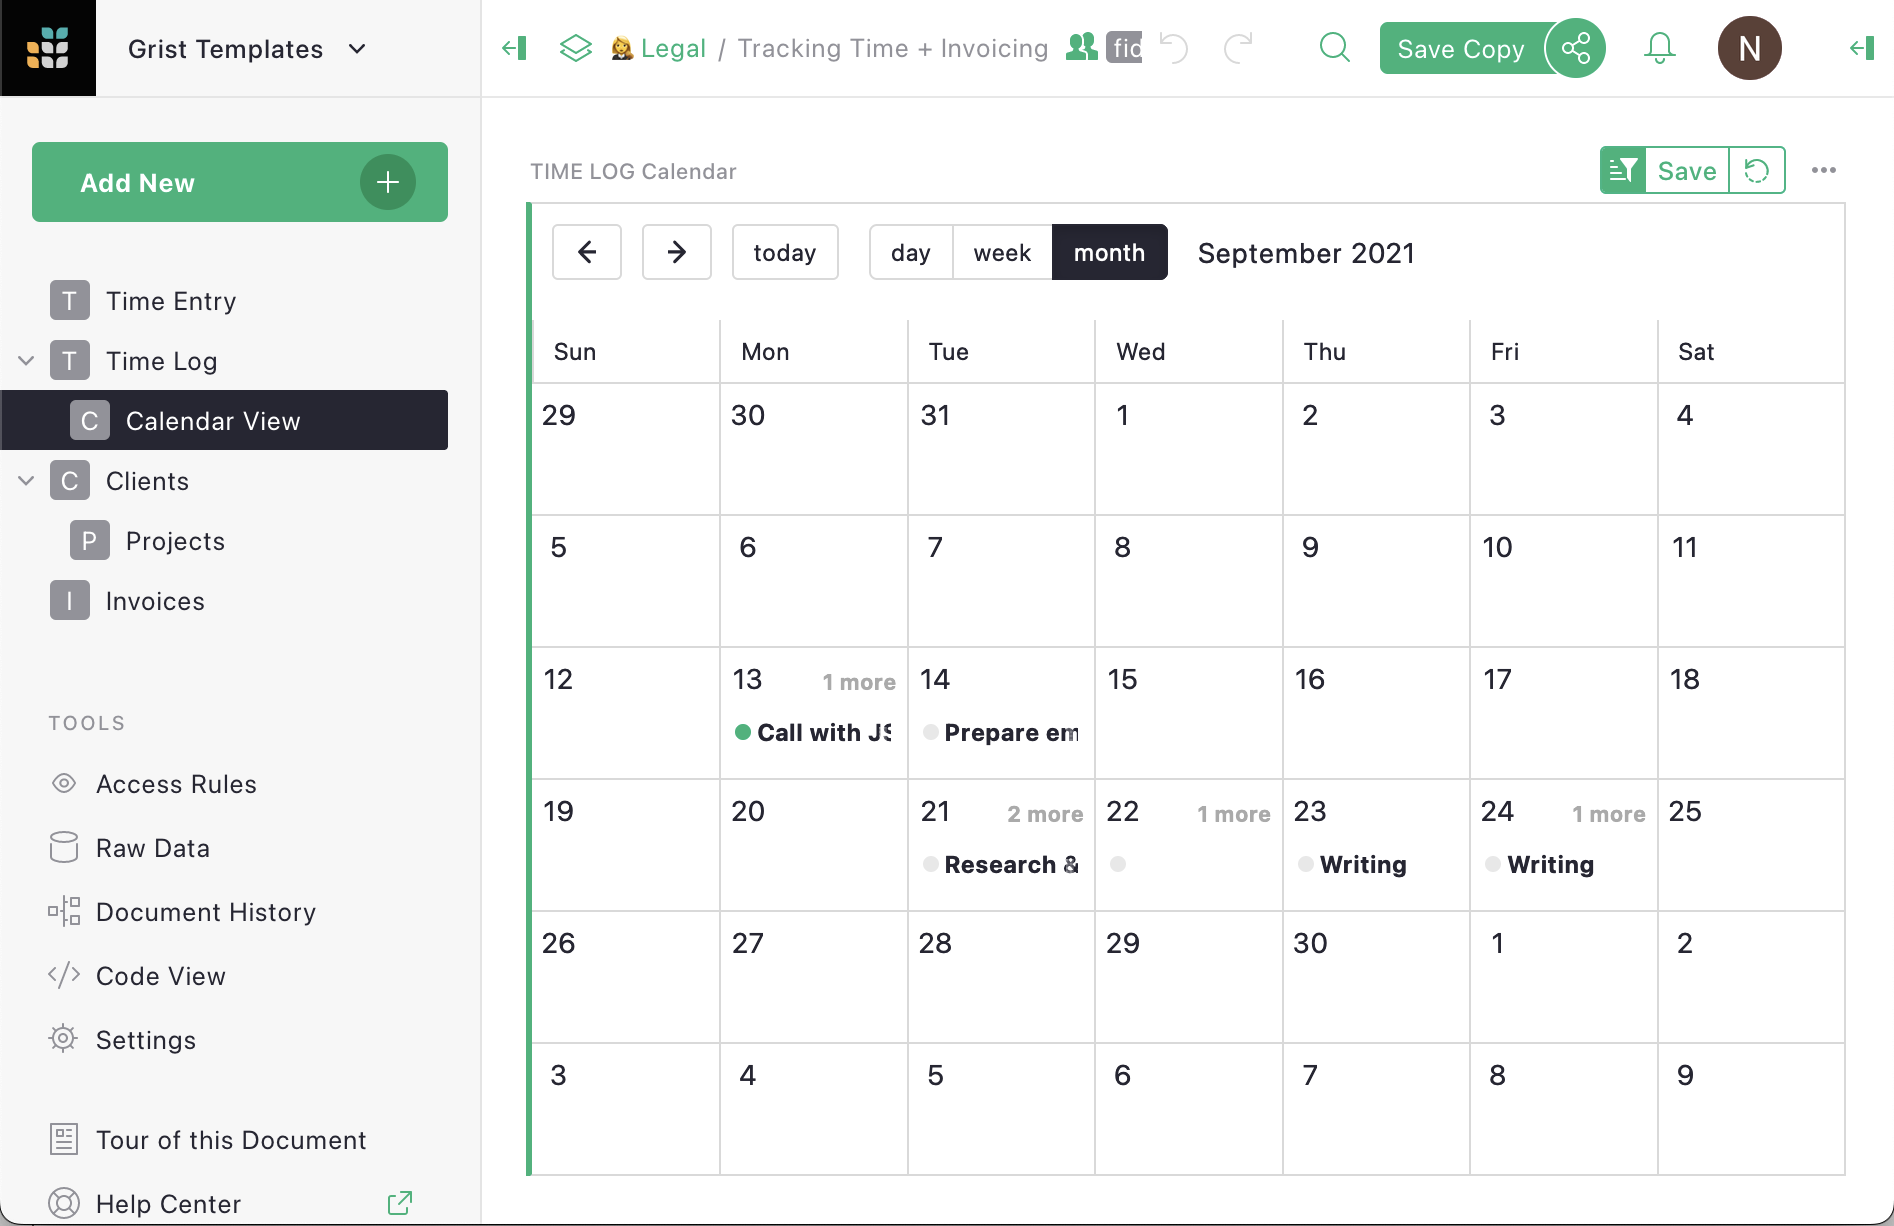 Grist Templates
Legal / Tracking Time + Invoicing
Save Copy
N
Add New
T Time Entry
T Time Log
C Calendar View
C Clients
P Projects
I Invoices
TOOLS
Access Rules
Raw Data
Document History
Code View
Settings
Tour of this Document
Help Center
TIME LOG Calendar
Save
today day week month September 2021
Sun Mon Tue Wed Thu Fri Sat
29 30 31 1 2 3 4
5 6 7 8 9 10 11
12 13 1 more 14 15 16 17 18
Call with Prepare
19 20 21 2 more 22 1 more 23 24 1 more 25
Research & Writing Writing
26 27 28 29 30 1 2
3 4 5 6 7 8 9